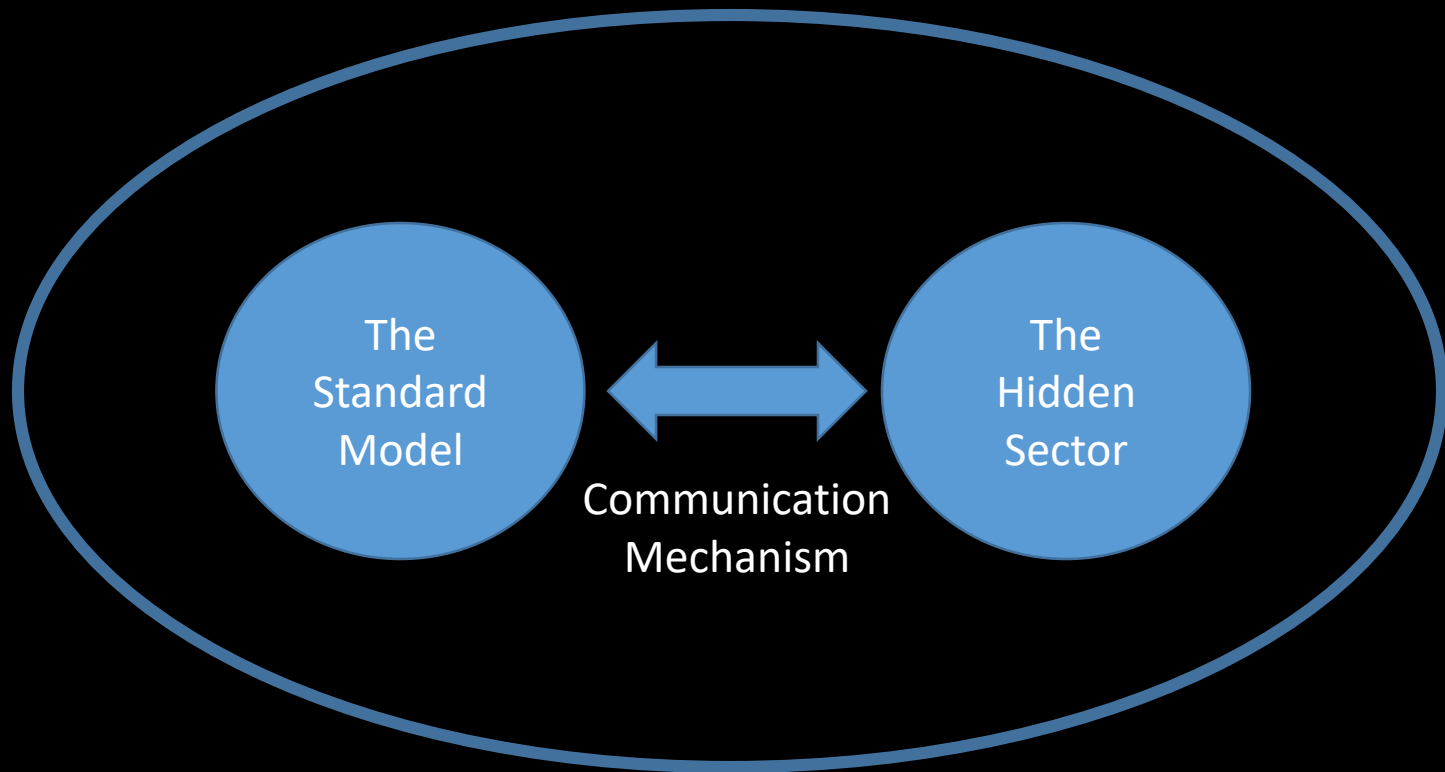 The
Standard
Model
The
Hidden
Sector
Communication
Mechanism